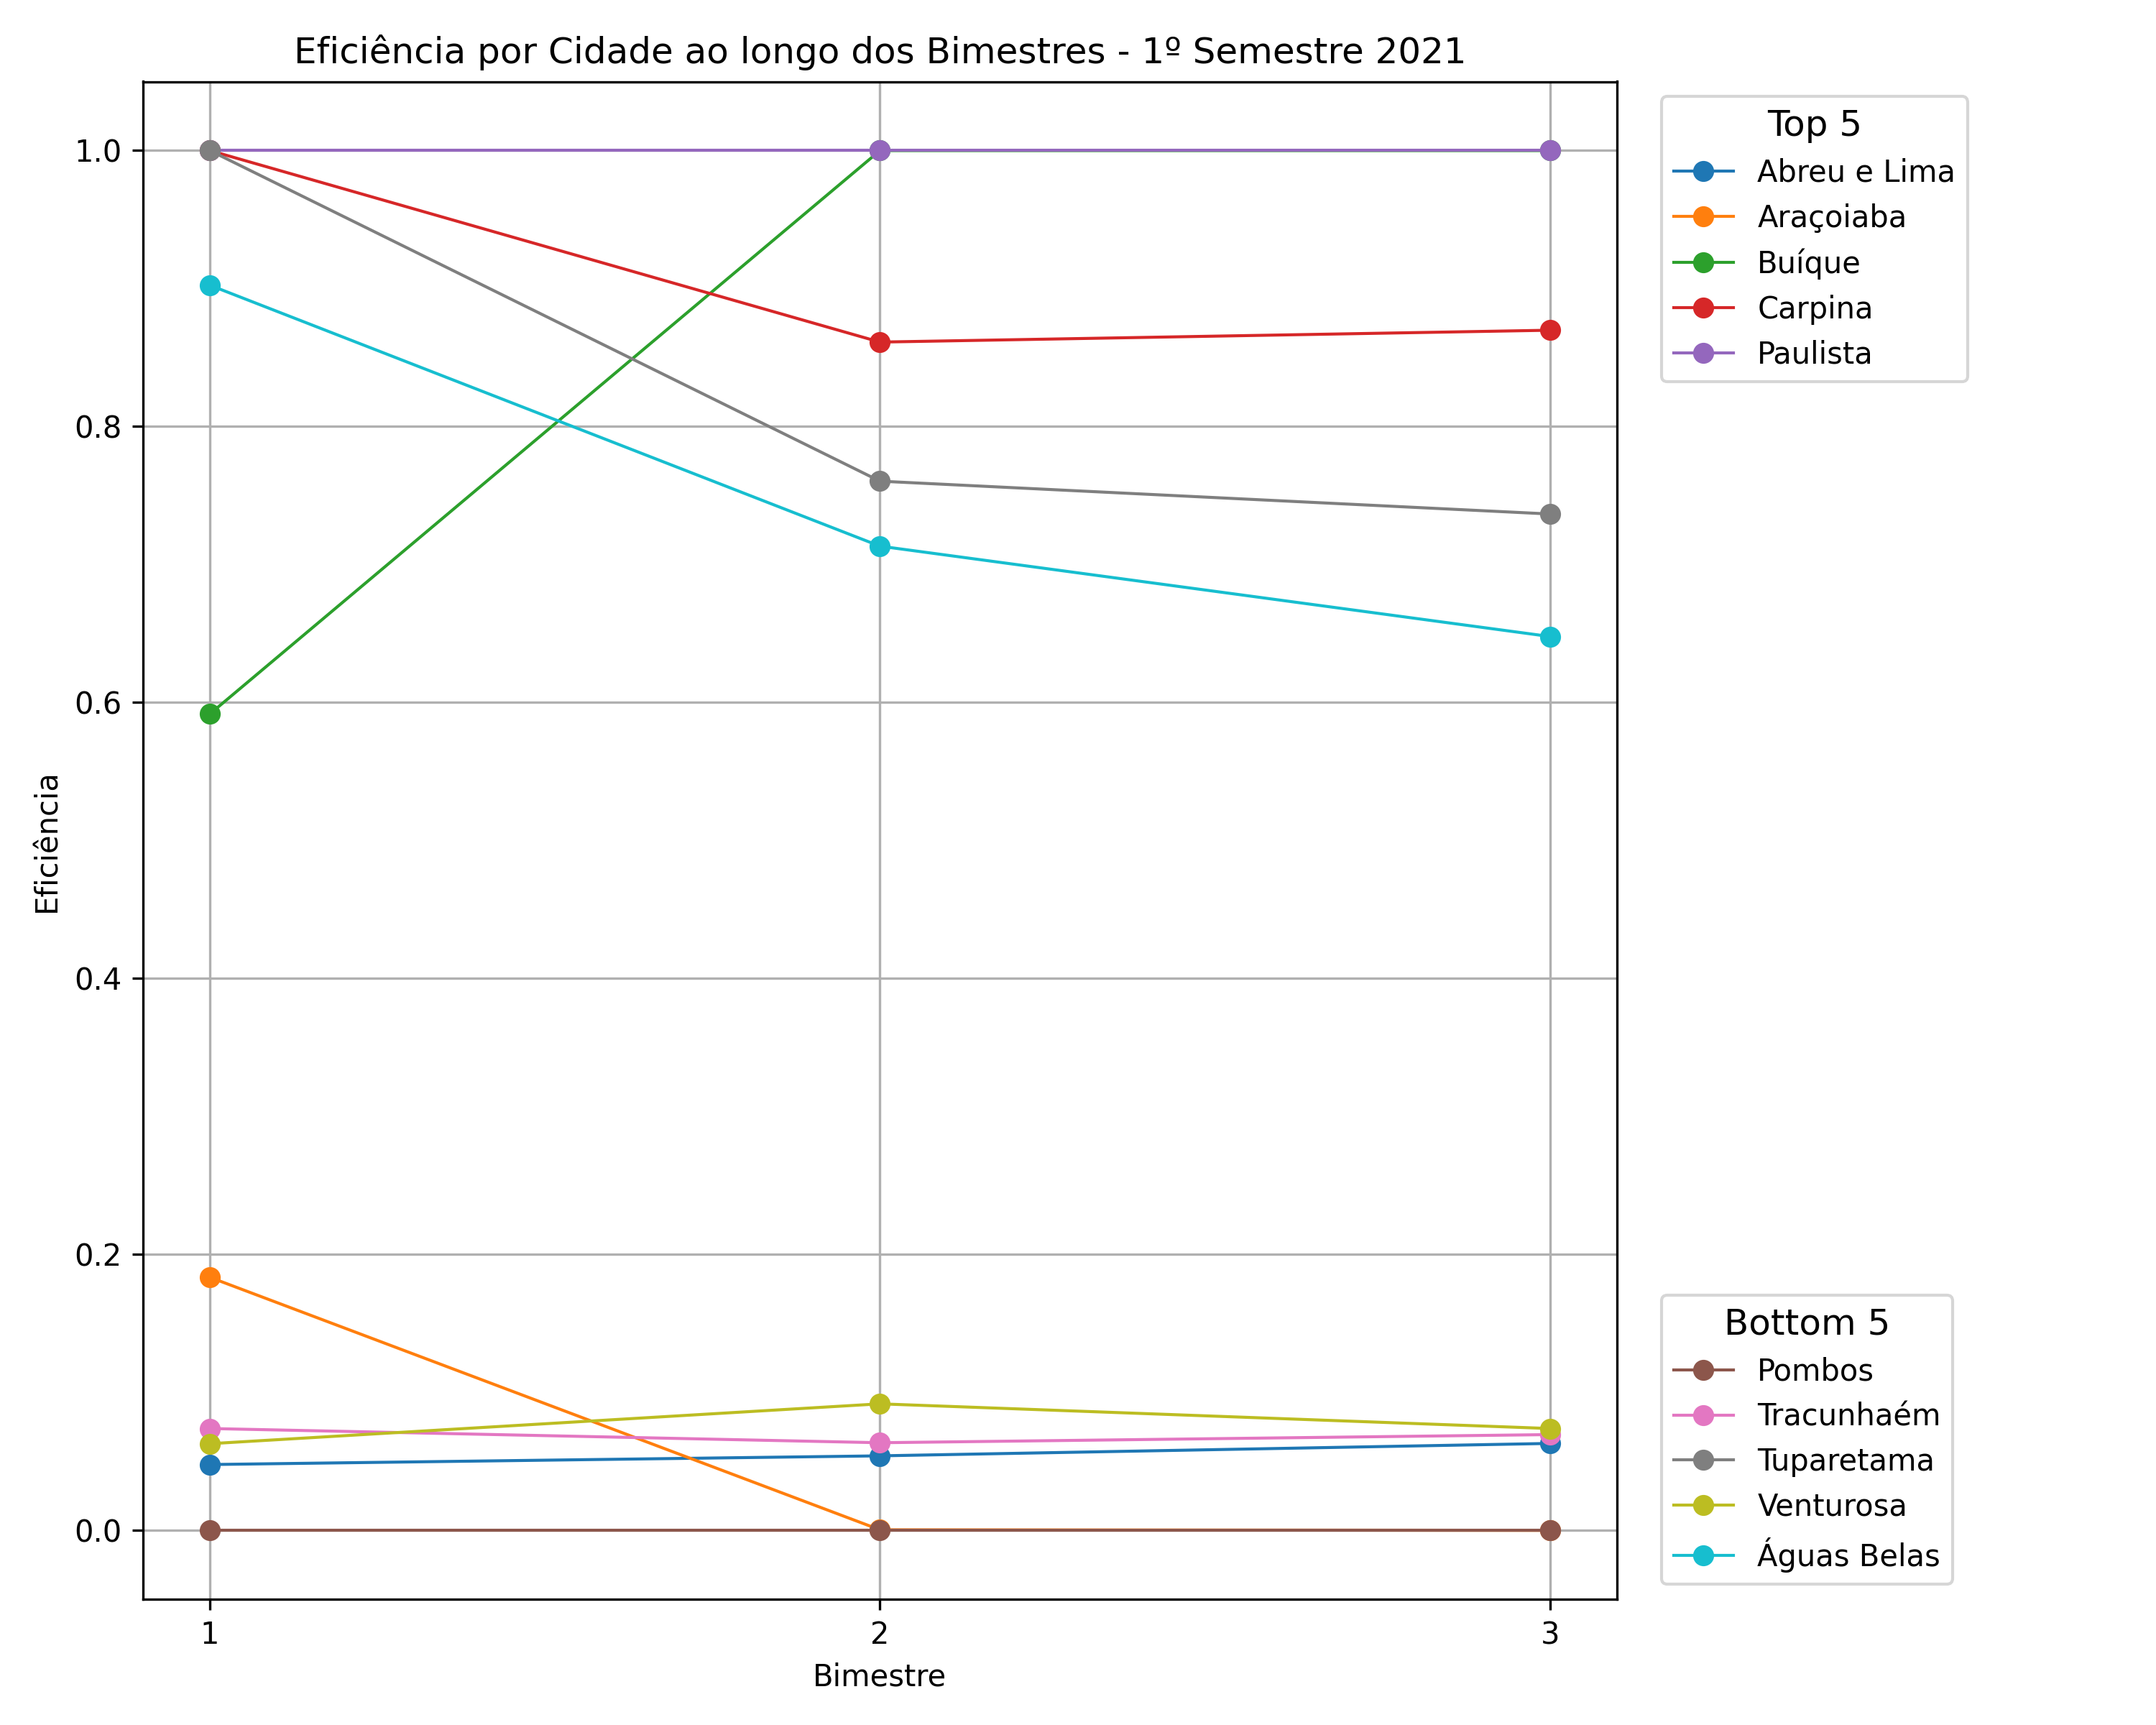 Eficiência por Cidade ao longo dos Bimestres - 1º Semestre 2021
Eficiência
1.0
0.8
0.6
0.4
0.2
0.0
1
2
3
Bimestre
Top 5
Abreu e Lima
Araçoiaba
Buíque
Carpina
Paulista
Bottom 5
Pombos
Tracunhaém
Tuparetama
Venturosa
Águas Belas